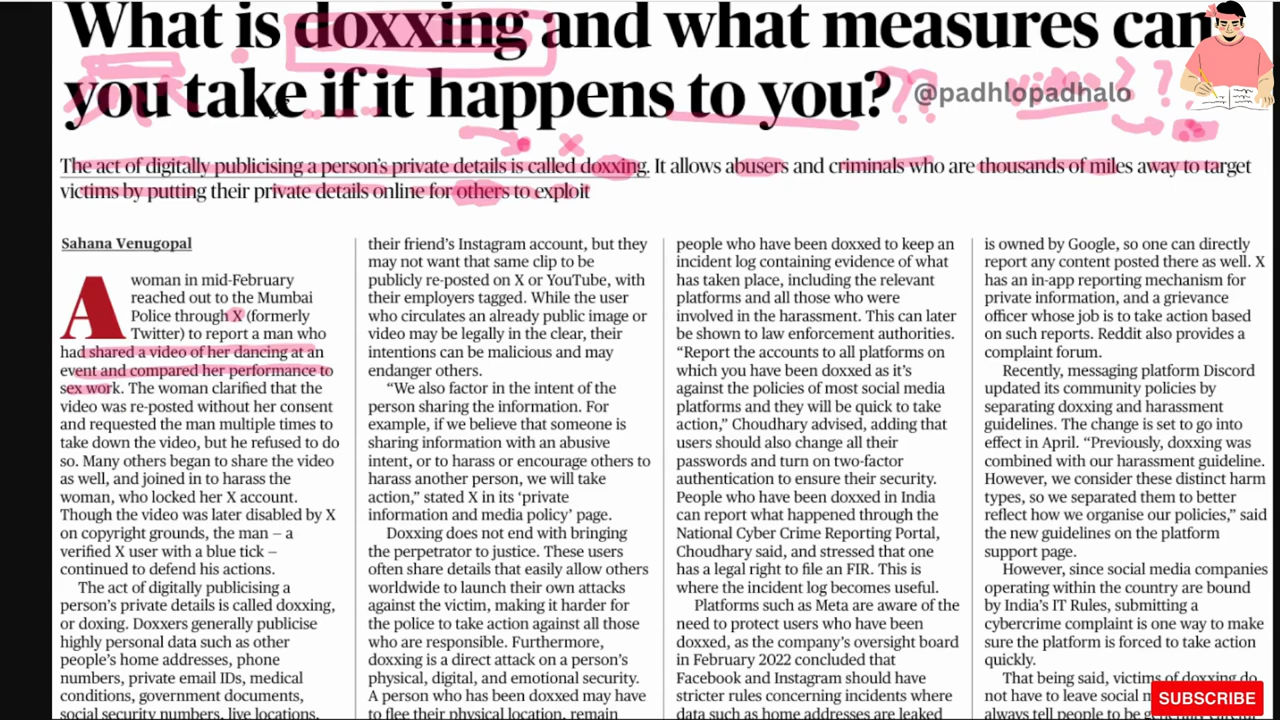 What is doxxing and what measures can
you take if it happens to you?
@padhlopadhalo
The act of digitally publicising a person's private details is called doxxing. It allows abusers and criminals who are thousands of miles away to target
victims by putting their private details online for others to exploit
Sahana Venugopal
A woman in mid-February
reached out to the Mumbai
Police through X (formerly
Twitter) to report a man who
had shared a video of her dancing at an
event and compared her performance to
sex work. The woman clarified that the
video was re-posted without her consent
and requested the man multiple times to
take down the video, but he refused to do
so. Many others began to share the video
as well, and joined in to harass the
woman, who locked her X account.
Though the video was later disabled by X
on copyright grounds, the man – a
verified X user with a blue tick –
continued to defend his actions.
The act of digitally publicising a
person's private details is called doxxing,
or doxing. Doxxers generally publicise
highly personal data such as other
people's home addresses, phone
numbers, private email IDs, medical
conditions, government documents,
social security numbers, live locations,
their friend's Instagram account, but they
may not want that same clip to be
publicly re-posted on X or YouTube, with
their employers tagged. While the user
who circulates an already public image or
video may be legally in the clear, their
intentions can be malicious and may
endanger others.
"We also factor in the intent of the
person sharing the information. For
example, if we believe that someone is
sharing information with an abusive
intent, or to harass or encourage others to
harass another person, we will take
action," stated X in its 'private
information and media policy' page.
Doxxing does not end with bringing
the perpetrator to justice. These users
often share details that easily allow others
worldwide to launch their own attacks
against the victim, making it harder for
the police to take action against all those
who are responsible. Furthermore,
doxxing is a direct attack on a person's
physical, digital, and emotional security.
A person who has been doxxed may have
to flee their physical location, remain
people who have been doxxed to keep an
incident log containing evidence of what
has taken place, including the relevant
platforms and all those who were
involved in the harassment. This can later
be shown to law enforcement authorities.
"Report the accounts to all platforms on
which you have been doxxed as it's
against the policies of most social media
platforms and they will be quick to take
action," Choudhary advised, adding that
users should also change all their
passwords and turn on two-factor
authentication to ensure their security.
People who have been doxxed in India
can report what happened through the
National Cyber Crime Reporting Portal,
Choudhary said, and stressed that one
has a legal right to file an FIR. This is
where the incident log becomes useful.
Platforms such as Meta are aware of the
need to protect users who have been
doxxed, as the company's oversight board
in February 2022 concluded that
Facebook and Instagram should have
stricter rules concerning incidents where
data such as home addresses are leaked
is owned by Google, so one can directly
report any content posted there as well. X
has an in-app reporting mechanism for
private information, and a grievance
officer whose job is to take action based
on such reports. Reddit also provides a
complaint forum.
Recently, messaging platform Discord
updated its community policies by
separating doxxing and harassment
guidelines. The change is set to go into
effect in April. "Previously, doxxing was
combined with our harassment guideline.
However, we consider these distinct harm
types, so we separated them to better
reflect how we organise our policies," said
the new guidelines on the platform
support page.
However, since social media companies
operating within the country are bound
by India's IT Rules, submitting a
cybercrime complaint is one way to make
sure the platform is forced to take action
quickly.
That being said, victims of doxxing do
not have to leave social
always tell people to be
SUBSCRIBE